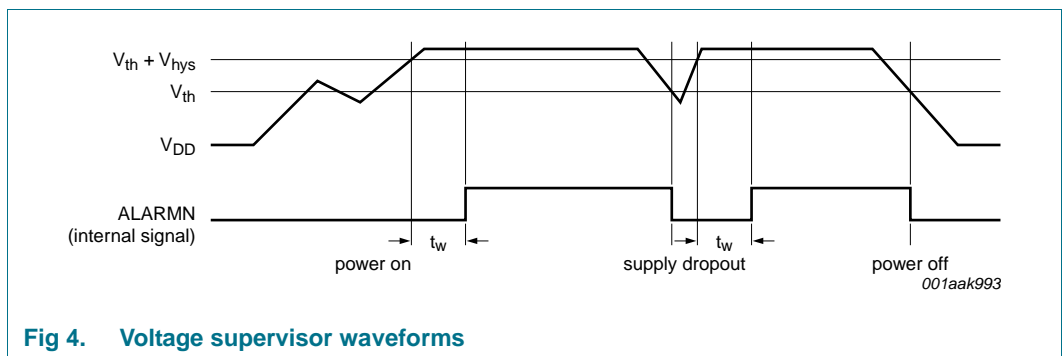 Vth + Vhys
Vth
VDD
ALARMN
(internal signal)
tw
tw
power on
supply dropout
power off
001aak993
Fig 4. Voltage supervisor waveforms